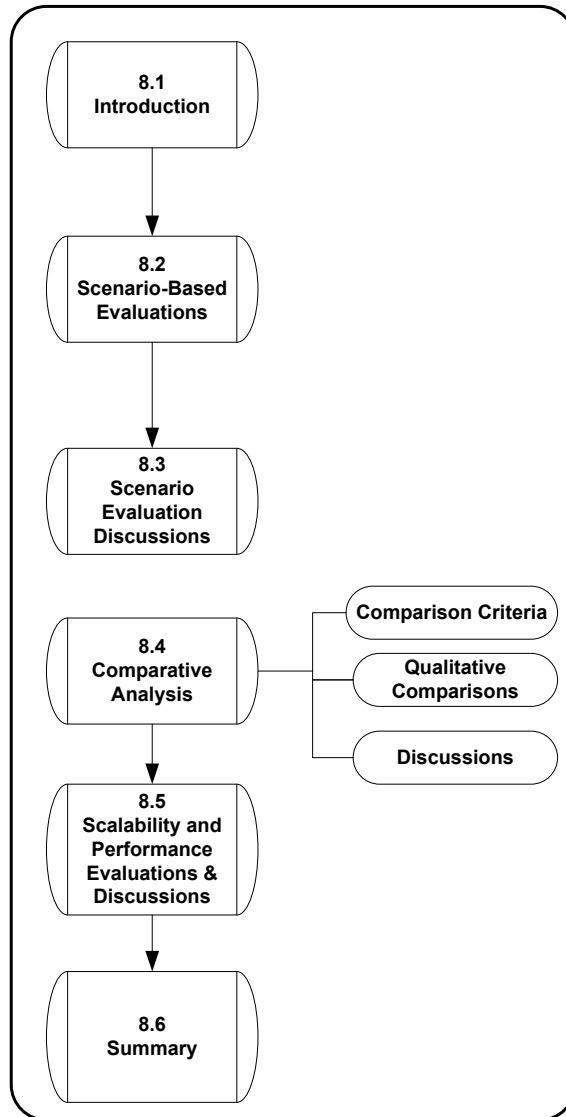 8.1
Introduction
8.2
Scenario-Based
Evaluations
8.3
Scenario
Evaluation
Discussions
8.4
Comparative
Analysis
Comparison Criteria
Qualitative
Comparisons
Discussions
8.5
Scalability and
Performance
Evaluations &
Discussions
8.6
Summary